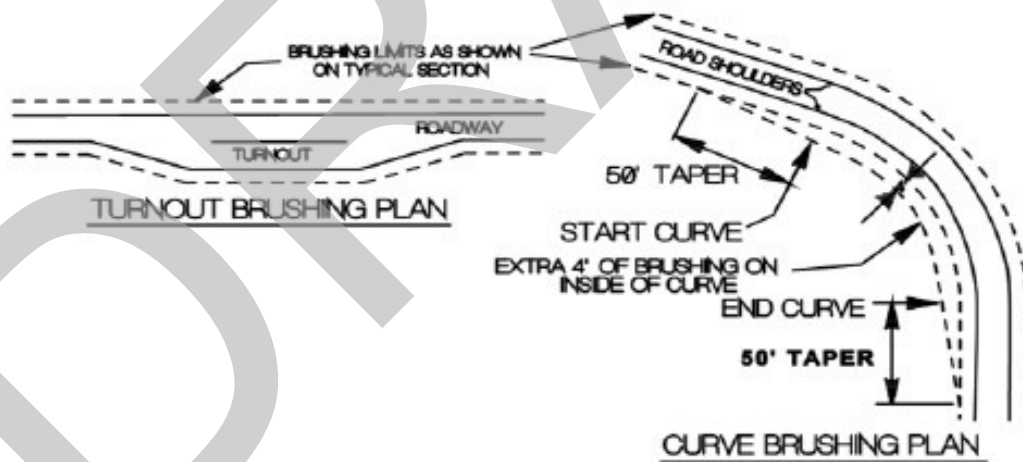 BRUSHING LIMITS AS SHOWN
ON TYPICAL SECTION
ROADWAY
TURNOUT
TURNOUT BRUSHING PLAN
ROAD SHOULDERS
50' TAPER
START CURVE
EXTRA 4' OF BRUSHING ON
INSIDE OF CURVE
END CURVE
50' TAPER
CURVE BRUSHING PLAN